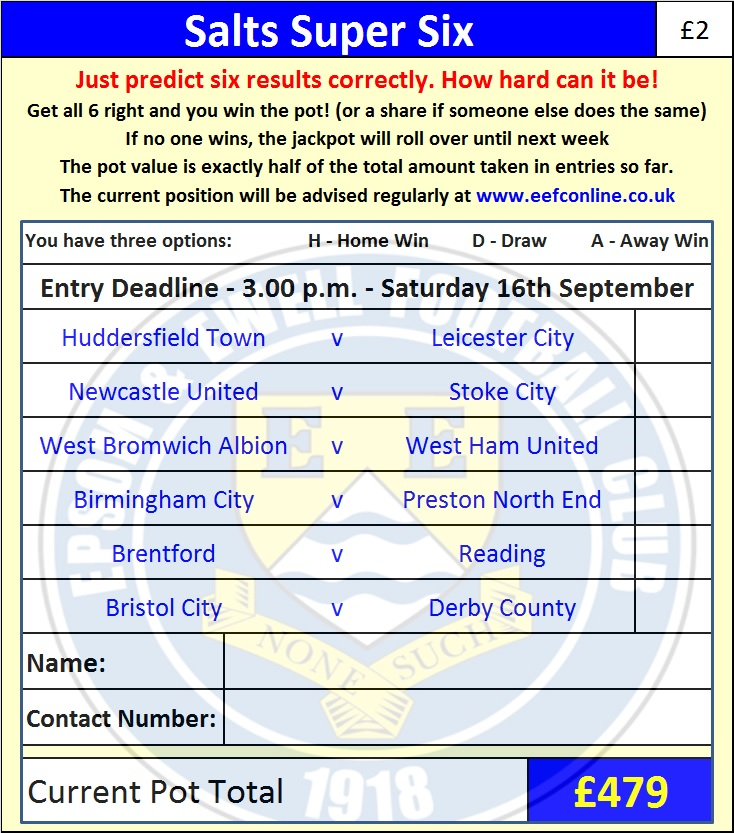 Salts Super Six £2
Just predict six results correctly. How hard can it be!
Get all 6 right and you win the pot! (or a share if someone else does the same)
If no one wins, the jackpot will roll over until next week
The pot value is exactly half of the total amount taken in entries so far.
The current position will be advised regularly at www.eefconline.co.uk
You have three options: H - Home Win D - Draw A - Away Win
Entry Deadline - 3.00 p.m. - Saturday 16th September
Huddersfield Town v Leicester City
Newcastle United v Stoke City
West Bromwich Albion v West Ham United
Birmingham City v Preston North End
Brentford v Reading
Bristol City v Derby County
Name:
Contact Number:
Current Pot Total £479
EPSOM & EWELL FOOTBALL CLUB
E E
NONE SUCH
1918